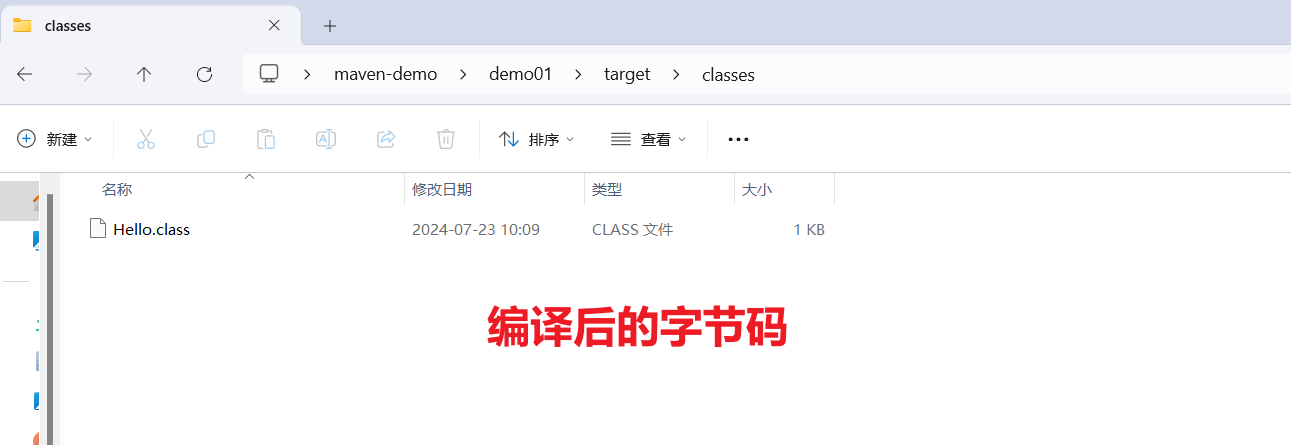 classes
maven-demo
demo01
target
classes
新建
排序
查看
名称
修改日期
类型
大小
Hello.class
2024-07-23 10:09
CLASS 文件
1 KB
编译后的字节码